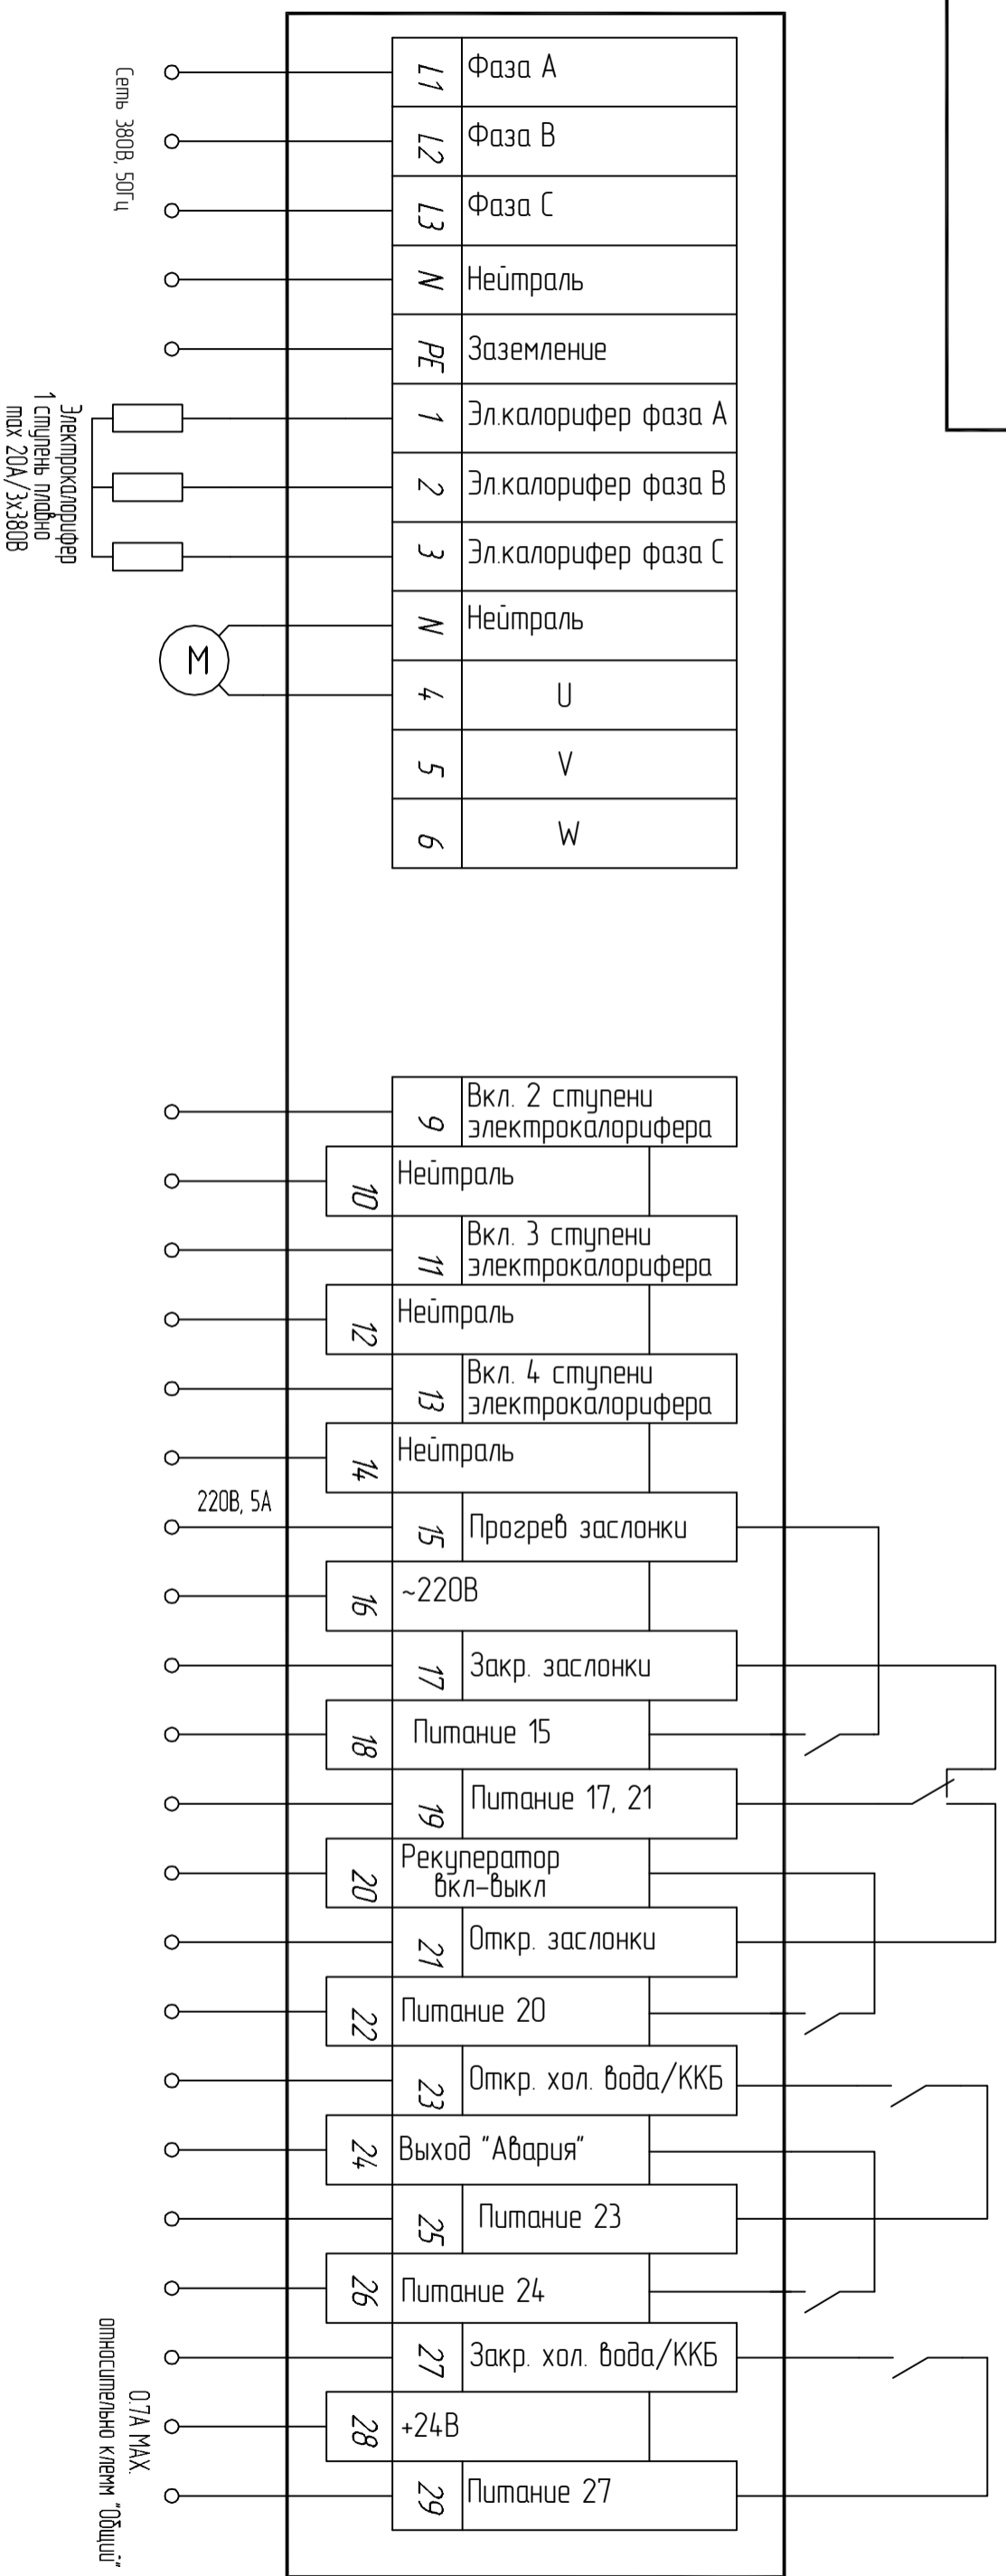 Сеть 380В, 50Гц
L1
Фаза А
L2
Фаза В
L3
Фаза С
N
Нейтраль
PE
Заземление
1
Эл.калорифер фаза А
2
Эл.калорифер фаза В
3
Эл.калорифер фаза С
Электрокалорифер
1 ступень плавно
max 20А/3х380В
N
Нейтраль
M
4
U
5
V
6
W
9
Вкл. 2 ступени
электрокалорифера
10
Нейтраль
11
Вкл. 3 ступени
электрокалорифера
12
Нейтраль
13
Вкл. 4 ступени
электрокалорифера
14
Нейтраль
220В, 5А
15
Прогрев заслонки
16
~220В
17
Закр. заслонки
18
Питание 15
19
Питание 17, 21
20
Рекуператор
вкл-выкл
21
Откр. заслонки
22
Питание 20
23
Откр. хол. вода/ККБ
24
Выход "Авария"
25
Питание 23
26
Питание 24
27
Закр. хол. вода/ККБ
28
+24В
0.7А МАХ.
относительно клемм "Общий"
29
Питание 27